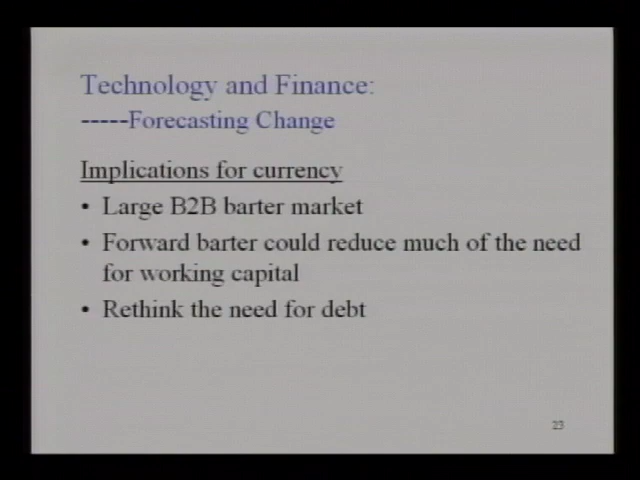 Technology and Finance:
-----Forecasting Change
Implications for currency
• Large B2B barter market
• Forward barter could reduce much of the need
for working capital
• Rethink the need for debt
23